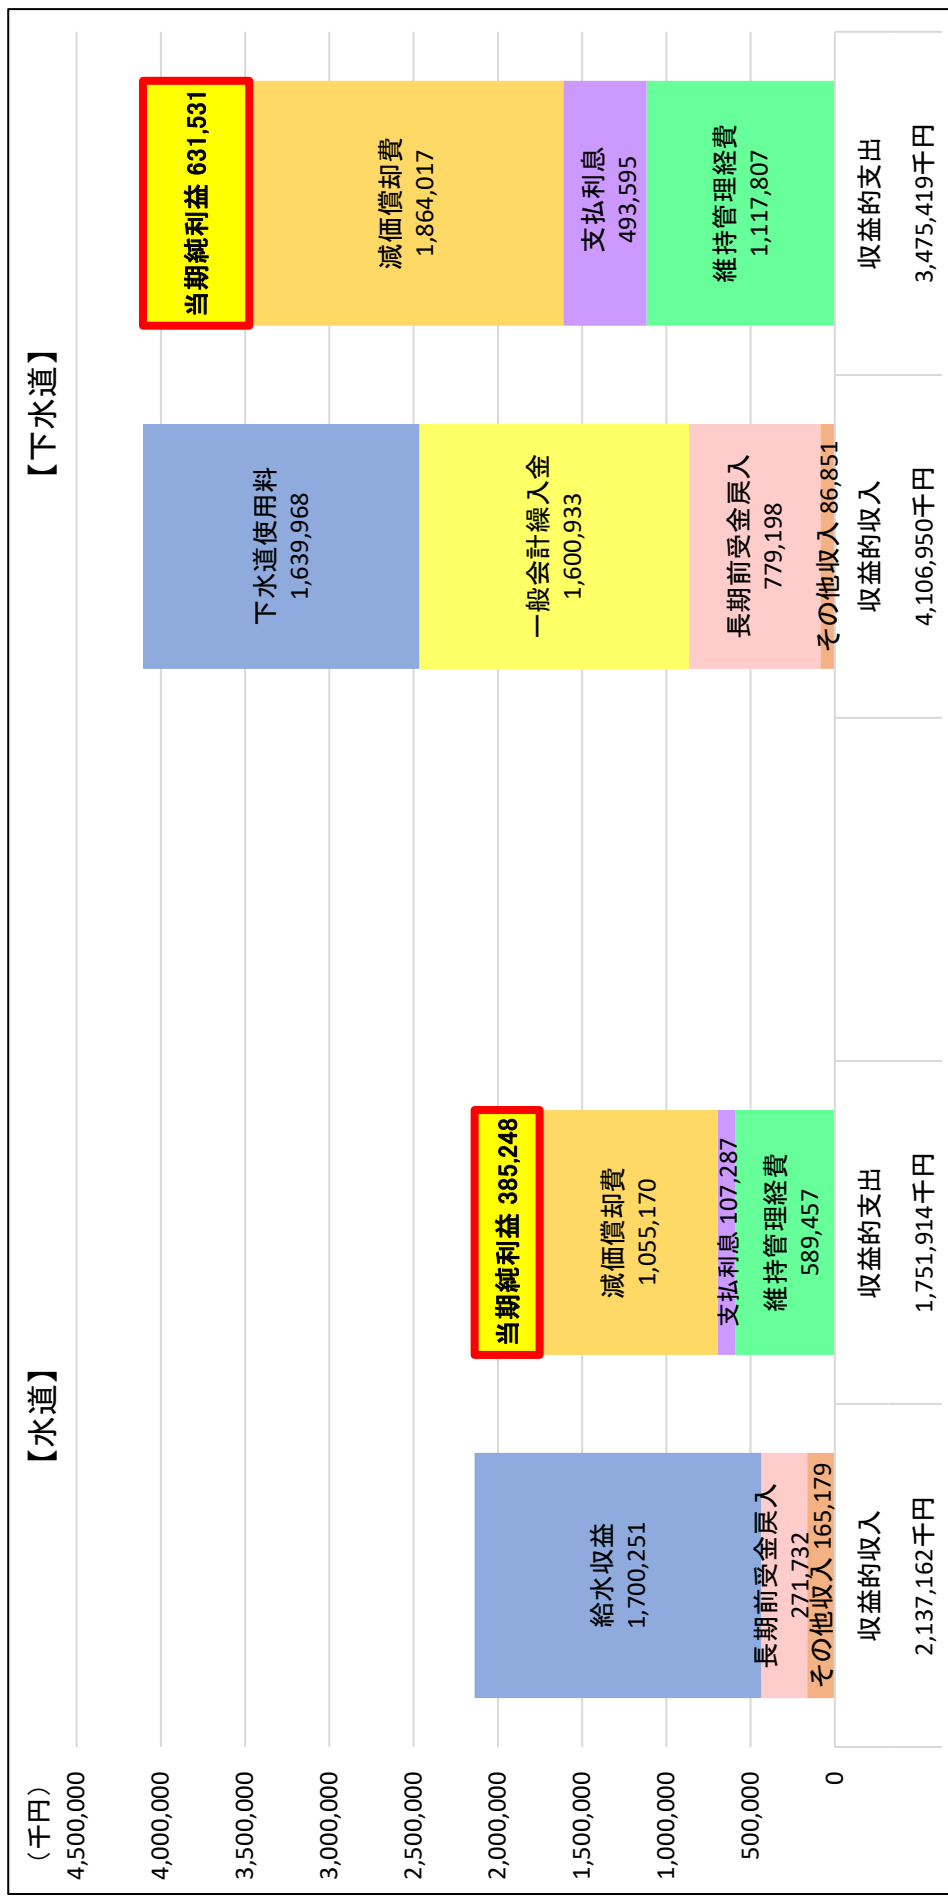 （千円）
【水道】
【下水道】
4,500,000
4,000,000
3,500,000
3,000,000
2,500,000
2,000,000
1,500,000
1,000,000
500,000
0
給水収益
1,700,251
長期前受金戻入
271,732
その他収入 165,179
当期純利益 385,248
減価償却費
1,055,170
支払利息 107,287
維持管理経費
589,457
下水道使用料
1,639,968
一般会計繰入金
1,600,933
長期前受金戻入
779,198
その他収入 86,851
当期純利益 631,531
減価償却費
1,864,017
支払利息
493,595
維持管理経費
1,117,807
収益的収入
2,137,162千円
収益的支出
1,751,914千円
収益的収入
4,106,950千円
収益的支出
3,475,419千円